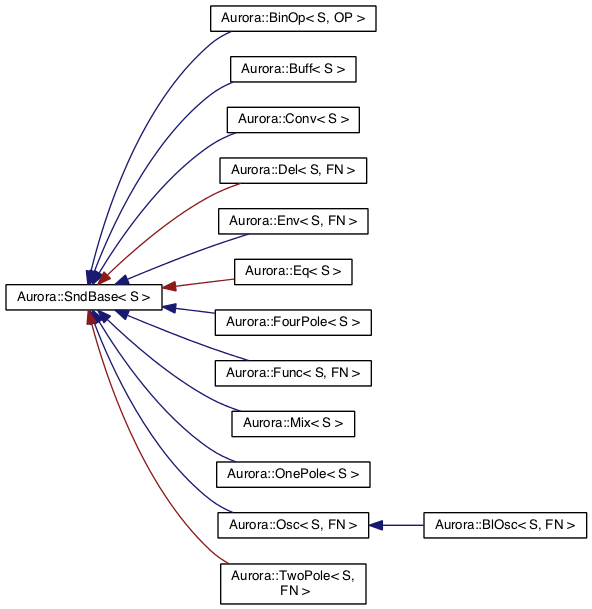 Aurora::BinOp< S, OP >
Aurora::Buff< S >
Aurora::Conv< S >
Aurora::Del< S, FN >
Aurora::Env< S, FN >
Aurora::Eq< S >
Aurora::SndBase< S >
Aurora::FourPole< S >
Aurora::Func< S, FN >
Aurora::Mix< S >
Aurora::OnePole< S >
Aurora::Osc< S, FN >
Aurora::BlOsc< S, FN >
Aurora::TwoPole< S,
FN >